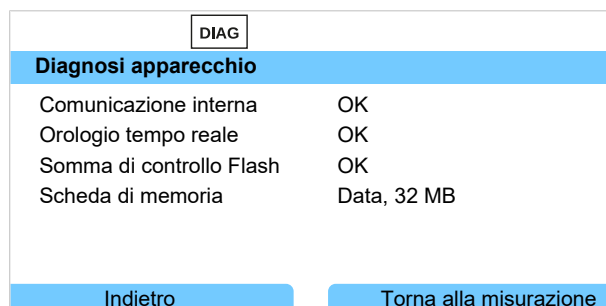 DIAG
Diagnosi apparecchio
Comunicazione interna OK
Orologio tempo reale OK
Somma di controllo Flash OK
Scheda di memoria Data, 32 MB
Indietro Torna alla misurazione